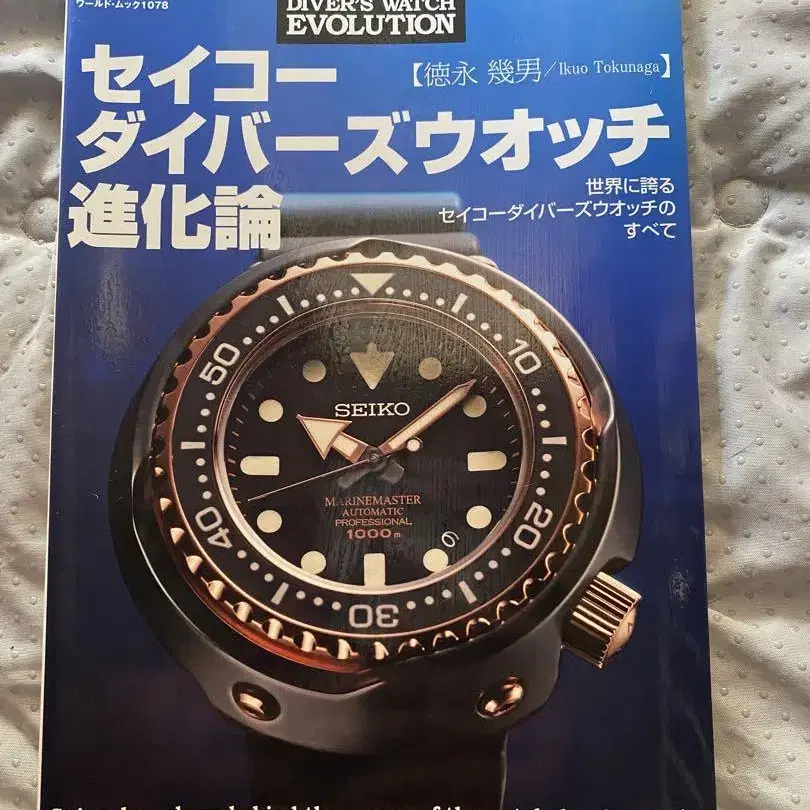 ワールド・ムック1078
DIVER'S WATCH
EVOLUTION
セイコー
【徳永 幾男/Ikuo Tokunaga】
ダイバーズウオッチ
進化論
世界に誇る
セイコーダイバーズウオッチの
すべて
50
10
SEIKO
MARINEMASTER
AUTOMATIC
PROFESSIONAL
1000m
6
40
20
30